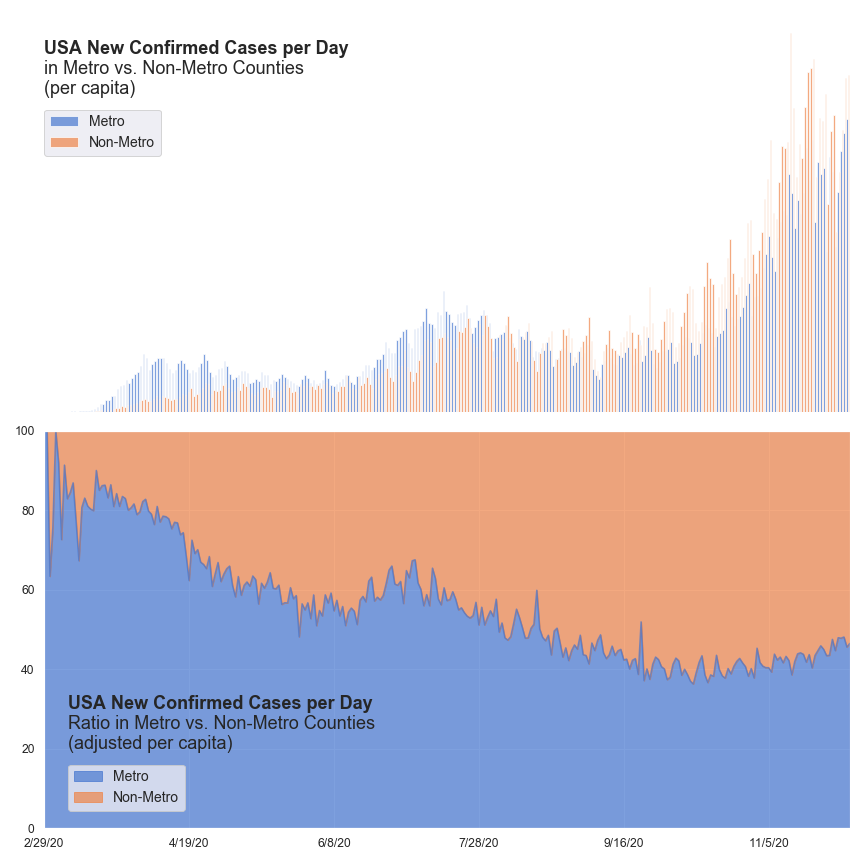 USA New Confirmed Cases per Day
in Metro vs. Non-Metro Counties
(per capita)
Metro
Non-Metro
100
80
60
40
20
0
USA New Confirmed Cases per Day
Ratio in Metro vs. Non-Metro Counties
(adjusted per capita)
Metro
Non-Metro
2/29/20 4/19/20 6/8/20 7/28/20 9/16/20 11/5/20